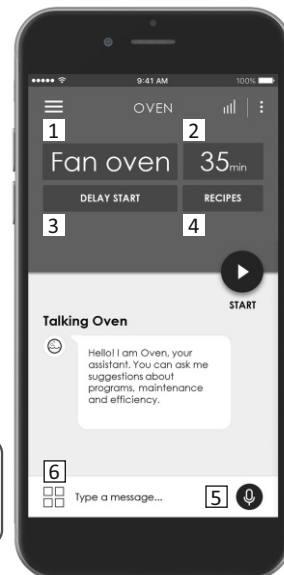 9:41 AM 100%
OVEN
1 2
Fan oven 35min
DELAY START RECIPES
3 4
START
Talking Oven
Hello! I am Oven, your
assistant. You can ask me
suggestions about
programs, maintenance
and efficiency.
6
Type a message... 5